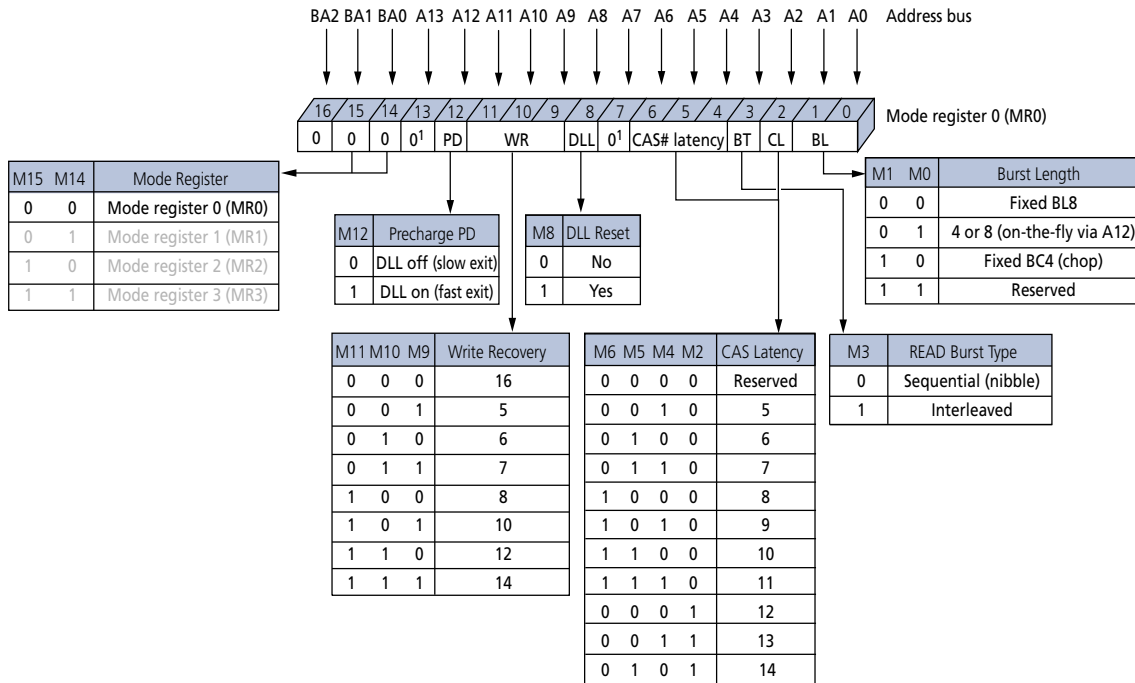 BA2 BA1 BA0 A13 A12 A11 A10 A9 A8 A7 A6 A5 A4 A3 A2 A1 A0 Address bus
16 15 14 13 12 11 10 9 8 7 6 5 4 3 2 1 0
Mode register 0 (MR0)
0 0 0 0¹ PD WR DLL 0¹ CAS# latency BT CL BL
M15 M14 Mode Register
0 0 Mode register 0 (MR0)
0 1 Mode register 1 (MR1)
1 0 Mode register 2 (MR2)
1 1 Mode register 3 (MR3)
M12 Precharge PD
0 DLL off (slow exit)
1 DLL on (fast exit)
M8 DLL Reset
0 No
1 Yes
M1 M0 Burst Length
0 0 Fixed BL8
0 1 4 or 8 (on-the-fly via A12)
1 0 Fixed BC4 (chop)
1 1 Reserved
M11 M10 M9 Write Recovery
0 0 0 16
0 0 1 5
0 1 0 6
0 1 1 7
1 0 0 8
1 0 1 10
1 1 0 12
1 1 1 14
M6 M5 M4 M2 CAS Latency
0 0 0 0 Reserved
0 0 1 0 5
0 1 0 0 6
0 1 1 0 7
1 0 0 0 8
1 0 1 0 9
1 1 0 0 10
1 1 1 0 11
0 0 0 1 12
0 0 1 1 13
0 1 0 1 14
M3 READ Burst Type
0 Sequential (nibble)
1 Interleaved